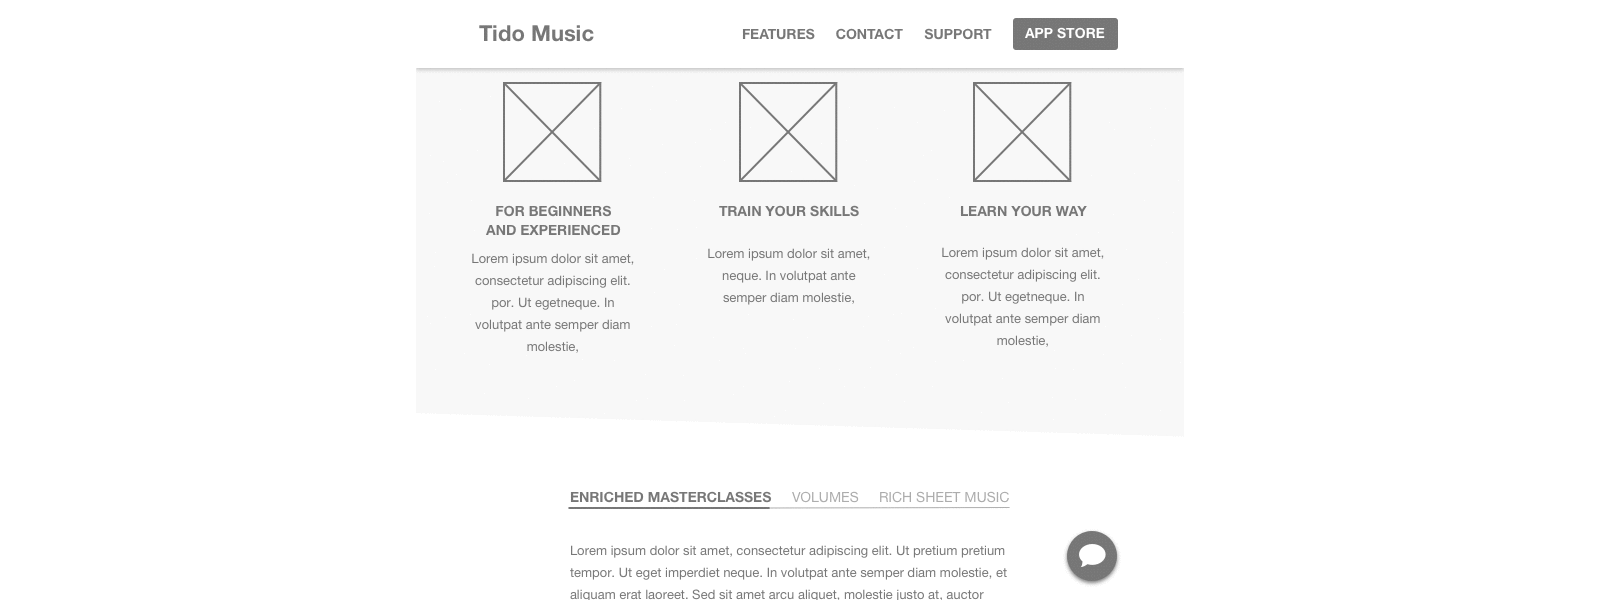 Tido Music
FEATURES CONTACT SUPPORT APP STORE
FOR BEGINNERS
AND EXPERIENCED
Lorem ipsum dolor sit amet,
consectetur adipiscing elit.
por. Ut egetneque. In
volutpat ante semper diam
molestie,
TRAIN YOUR SKILLS
Lorem ipsum dolor sit amet,
neque. In volutpat ante
semper diam molestie,
LEARN YOUR WAY
Lorem ipsum dolor sit amet,
consectetur adipiscing elit.
por. Ut egetneque. In
volutpat ante semper diam
molestie,
ENRICHED MASTERCLASSES VOLUMES RICH SHEET MUSIC
Lorem ipsum dolor sit amet, consectetur adipiscing elit. Ut pretium pretium
tempor. Ut eget imperdiet neque. In volutpat ante semper diam molestie, et
aliquam erat laoreet. Sed sit amet arcu aliquet, molestie justo at, auctor